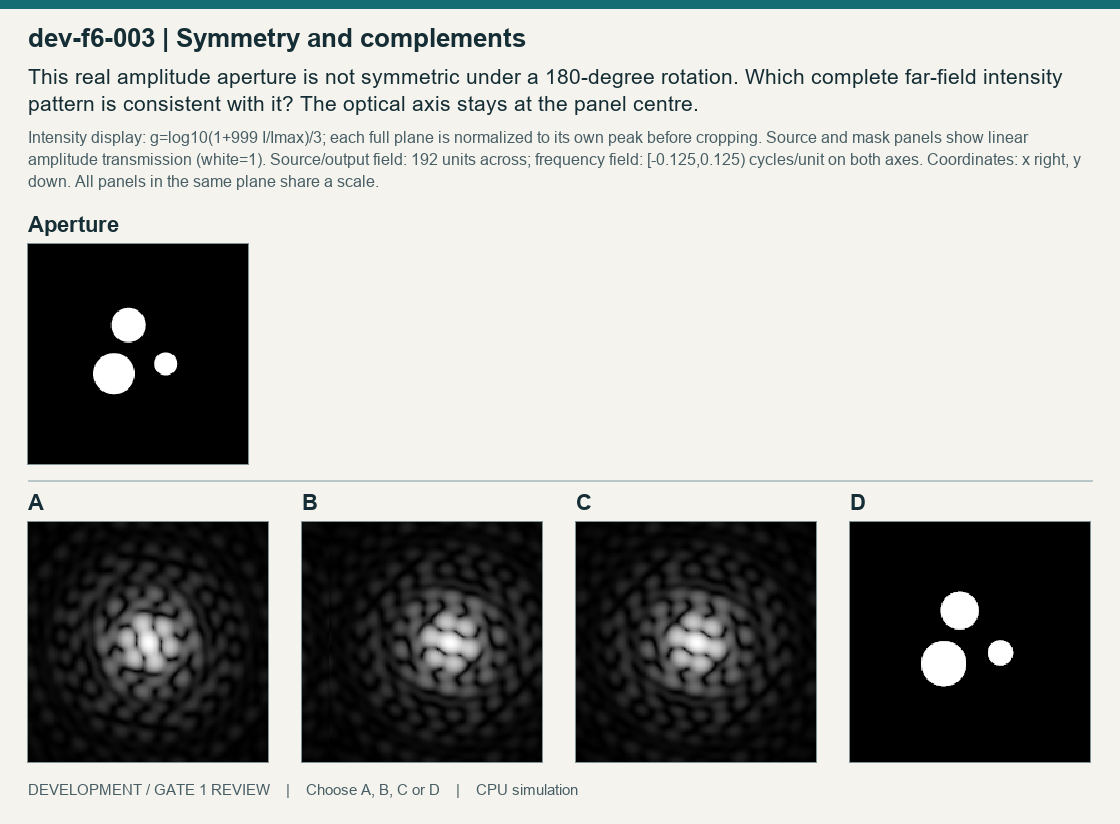 dev-f6-003 | Symmetry and complements
This real amplitude aperture is not symmetric under a 180-degree rotation. Which complete far-field intensity
pattern is consistent with it? The optical axis stays at the panel centre.
Intensity display: g=log10(1+999 I/Imax)/3; each full plane is normalized to its own peak before cropping. Source and mask panels show linear
amplitude transmission (white=1). Source/output field: 192 units across; frequency field: [-0.125,0.125) cycles/unit on both axes. Coordinates: x right, y
down. All panels in the same plane share a scale.
Aperture
A B C D
DEVELOPMENT / GATE 1 REVIEW | Choose A, B, C or D | CPU simulation